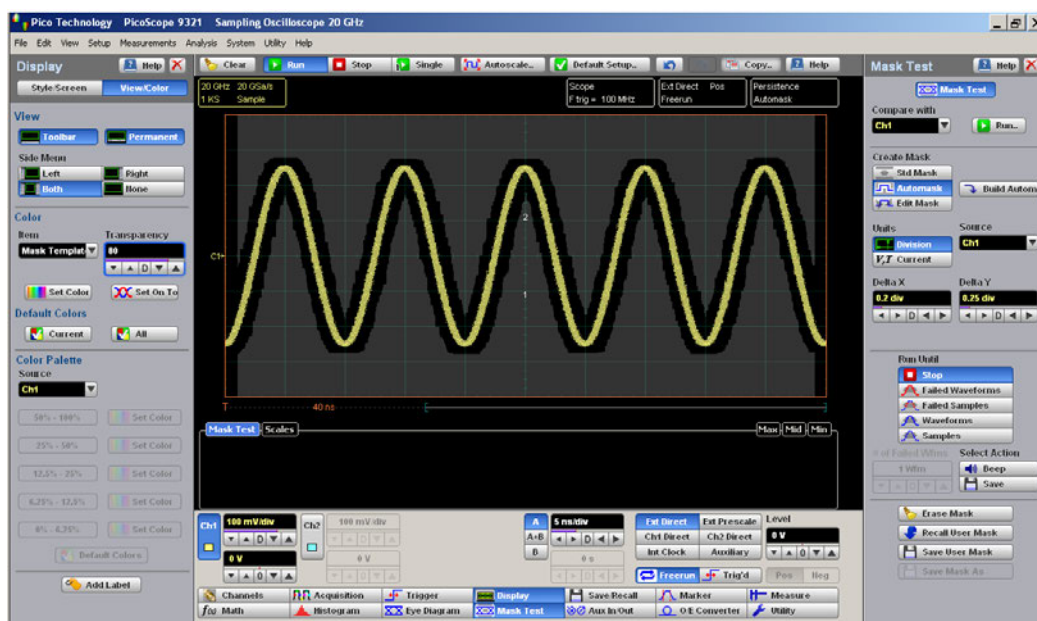 Pico Technology PicoScope 9321 Sampling Oscilloscope 20 GHz
File Edit View Setup Measurements Analysis System Utility Help
Display Help
Clear Run Stop Single Autoscale.. Default Setup.. Copy.. Help
Mask Test Help
Style/Screen View/Color
20 GHz 20 GSa/s
1 KS Sample
Scope
F trig = 100 MHz
Ext Direct Pos
Freerun
Persistence
Automask
View
Toolbar Permanent
Side Menu
Left Right
Both None
Color
Item Transparency
Mask Templat 80
D
Set Color Set On To
Default Colors
Current All
Color Palette
Source
Ch1
50% - 100% Set Color
25% - 50% Set Color
12,5% - 25% Set Color
6,25% - 12,5% Set Color
0% - 6,25% Set Color
Default Colors
Add Label
C1
2
1
T 40 ns
Mask Test Scales Max Mid Min
Ch1 100 mV/div Ch2 100 mV/div
D D
0 V 0 V
0 0
A 5 ns/div
A>B D
B 0 s
D
Ext Direct Ext Prescale Level
Ch1 Direct Ch2 Direct 0 V
Int Clock Auxiliary 0
Freerun Trig'd Pos Neg
Channels Acquisition Trigger Display Save/Recall Marker Measure
f(x) Math Histogram Eye Diagram Mask Test Aux In/Out O/E Converter Utility
Mask Test
Compare with
Ch1 Run..
Create Mask
Std Mask
Automask Build Autom
Edit Mask
Units Source
Division Ch1
V,T Current
Delta X Delta Y
0.2 div 0.25 div
D D
Run Until
Stop
Failed Waveforms
Failed Samples
Waveforms
Samples
# of Failed Wfms Select Action
1 Wfm Beep
D Save
Erase Mask
Recall User Mask
Save User Mask
Save Mask As..